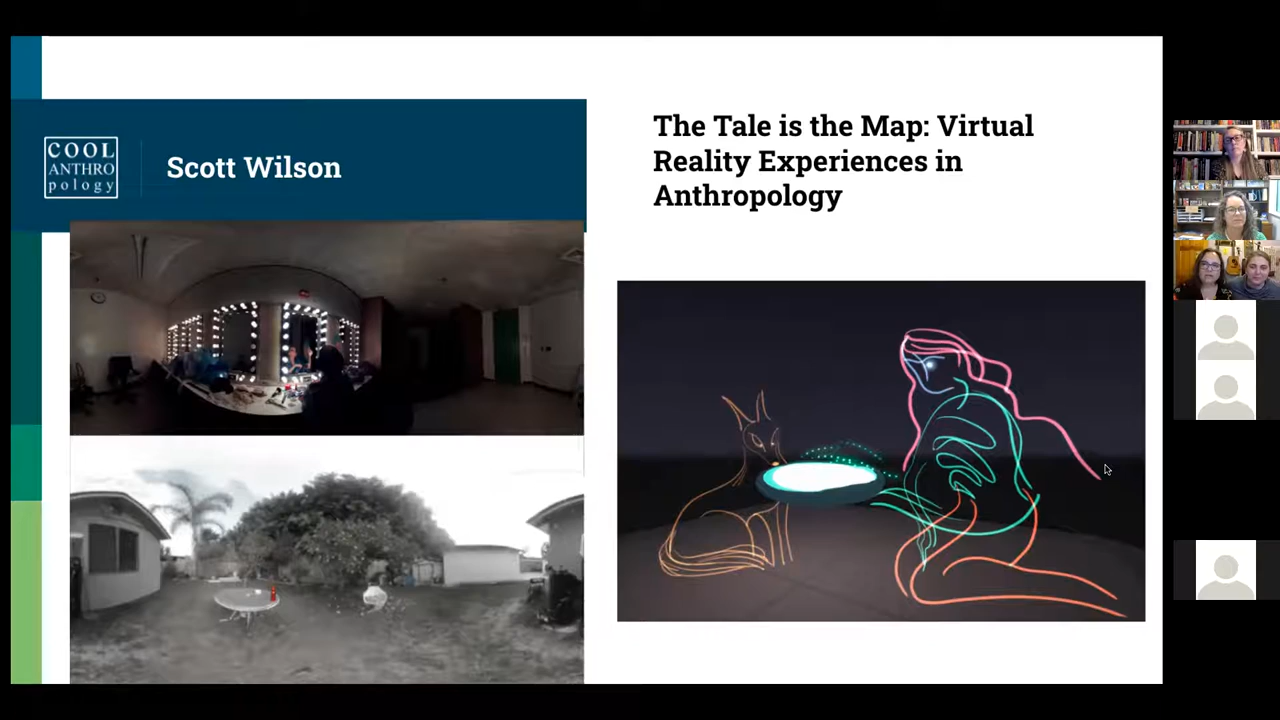 COOL
ANTHRO
pology
Scott Wilson
The Tale is the Map: Virtual
Reality Experiences in
Anthropology